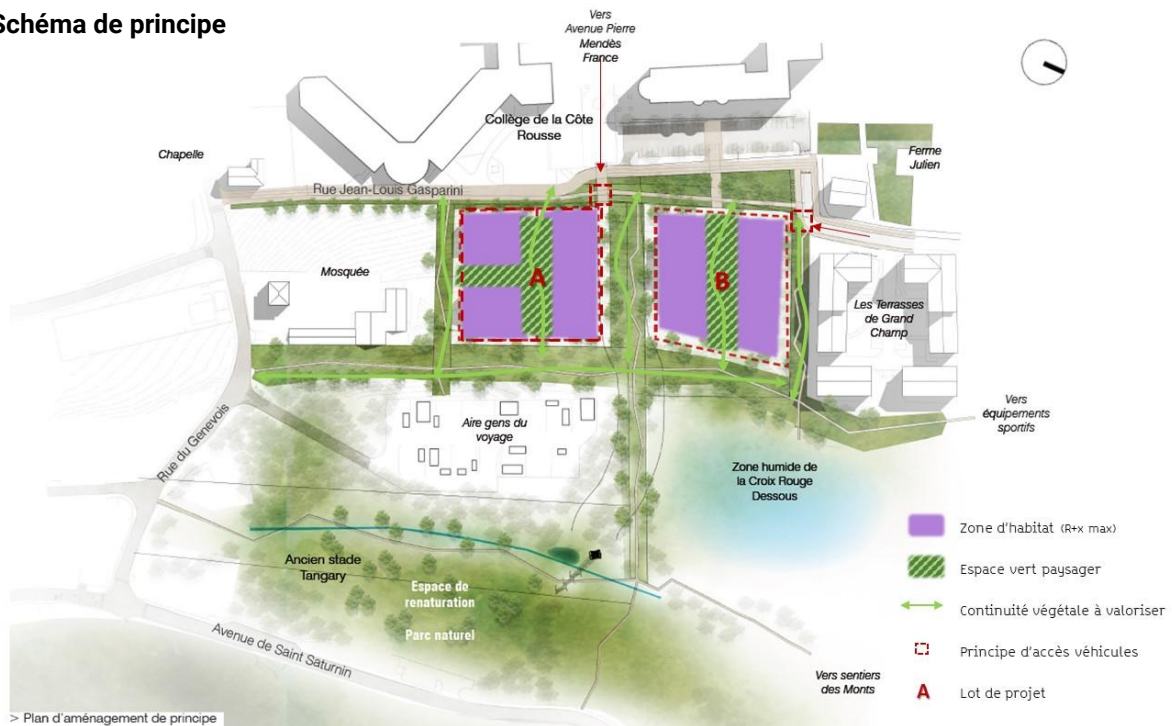 Schéma de principe
Vers
Avenue Pierre
Mendès
France
Collège de la Côte
Rousse
Chapelle
Ferme
Julien
Rue Jean-Louis Gasparini
Mosquée
A
B
Les Terrasses
de Grand
Champ
Rue du Genevois
Aire gens du
voyage
Vers
équipements
sportifs
Zone humide de
la Croix Rouge
Dessous
Ancien stade
Tangary
Espace de
renaturation
Parc naturel
Avenue de Saint Saturnin
Vers sentiers
des Monts
Zone d'habitat (R+x max)
Espace vert paysager
Continuité végétale à valoriser
Principe d'accès véhicules
A Lot de projet
> Plan d'aménagement de principe